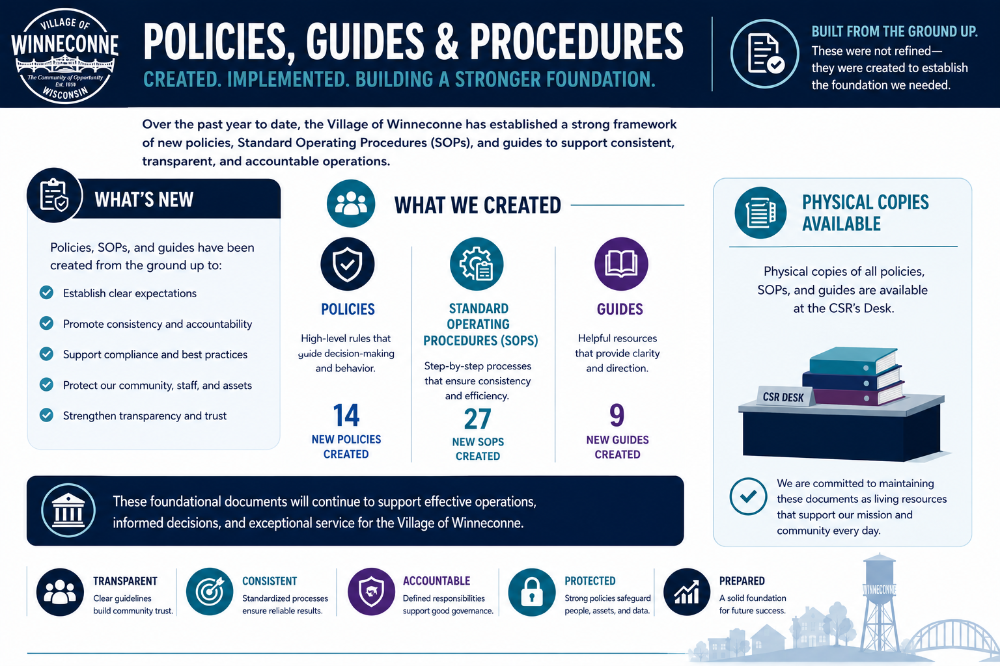 VILLAGE OF
WINNECONNE
The Community of Opportunity
Est. 1851
WISCONSIN
POLICIES, GUIDES & PROCEDURES
CREATED. IMPLEMENTED. BUILDING A STRONGER FOUNDATION.
BUILT FROM THE GROUND UP.
These were not refined—
they were created to establish
the foundation we needed.
Over the past year to date, the Village of Winneconne has established a strong framework
of new policies, Standard Operating Procedures (SOPs), and guides to support consistent,
transparent, and accountable operations.
WHAT'S NEW
Policies, SOPs, and guides have been
created from the ground up to:
Establish clear expectations
Promote consistency and accountability
Support compliance and best practices
Protect our community, staff, and assets
Strengthen transparency and trust
WHAT WE CREATED
POLICIES
High-level rules that
guide decision-making
and behavior.
14
NEW POLICIES
CREATED
STANDARD
OPERATING
PROCEDURES (SOPS)
Step-by-step processes
that ensure consistency
and efficiency.
27
NEW SOPS
CREATED
GUIDES
Helpful resources
that provide clarity
and direction.
9
NEW GUIDES
CREATED
PHYSICAL COPIES
AVAILABLE
Physical copies of all policies,
SOPs, and guides are available
at the CSR's Desk.
CSR DESK
We are committed to maintaining
these documents as living resources
that support our mission and
community every day.
These foundational documents will continue to support effective operations,
informed decisions, and exceptional service for the Village of Winneconne.
TRANSPARENT
Clear guidelines
build community trust.
CONSISTENT
Standardized processes
ensure reliable results.
ACCOUNTABLE
Defined responsibilities
support good governance.
PROTECTED
Strong policies safeguard
people, assets, and data.
PREPARED
A solid foundation
for future success.
WINNECONNE